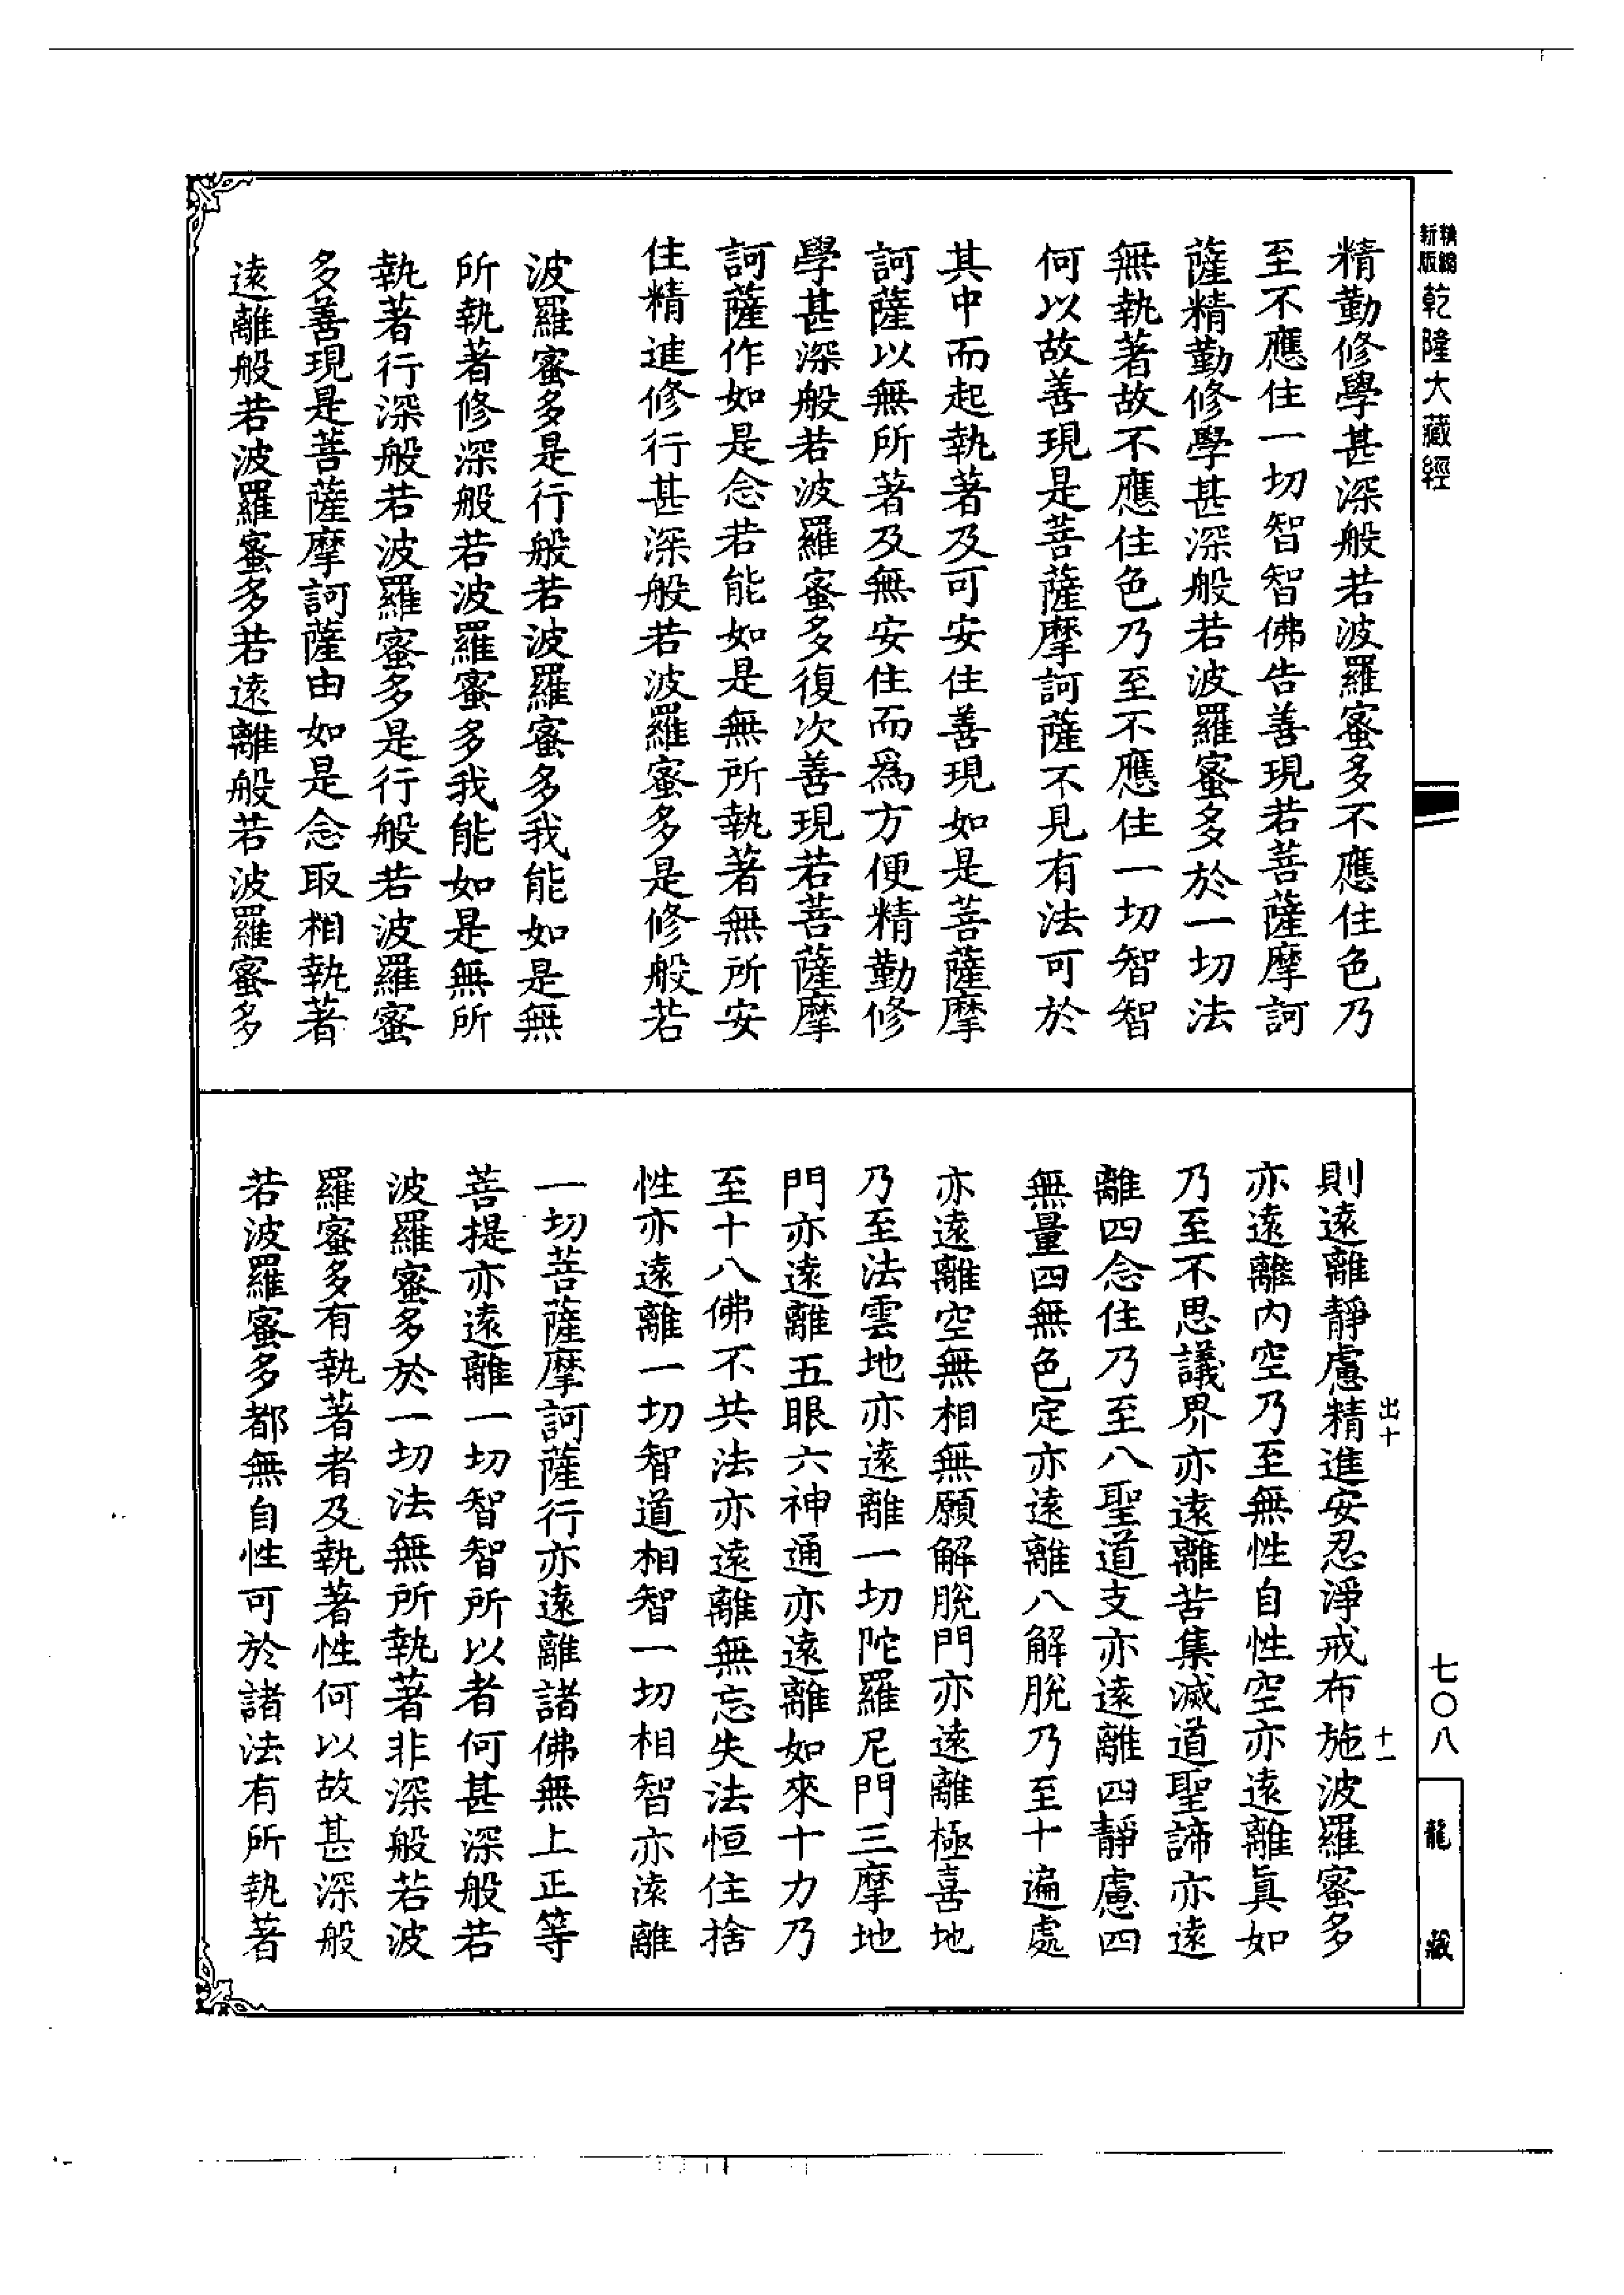 新版
精縮
乾隆大藏經
精勤修學甚深般若波羅蜜多不應住色乃
至不應住一切智智佛告善現若菩薩摩訶
薩精勤修學甚深般若波羅蜜多於一切法
無執著故不應住色乃至不應住一切智智
何以故善現是菩薩摩訶薩不見有法可於
其中而起執著及可安住善現如是菩薩摩
訶薩以無所著及無安住而為方便精勤修
學甚深般若波羅蜜多復次善現若菩薩摩
訶薩作如是念若能如是無所執著無所安
住精進修行甚深般若波羅蜜多是修般若
波羅蜜多是行般若波羅蜜多我能如是無
所執著修深般若波羅蜜多我能如是無所
執著行深般若波羅蜜多是行般若波羅蜜
多善現是菩薩摩訶薩由如是念取相執著
遠離般若波羅蜜多若遠離般若波羅蜜多
則遠離靜慮精進安忍淨戒布施波羅蜜多
亦遠離內空乃至無性自性空亦遠離真如
乃至不思議界亦遠離苦集滅道聖諦亦遠
離四念住乃至八聖道支亦遠離四靜慮四
無量四無色定亦遠離八解脫乃至十遍處
亦遠離空無相無願解脫門亦遠離極喜地
乃至法雲地亦遠離一切陀羅尼門三摩地
門亦遠離五眼六神通亦遠離如來十力乃
至十八佛不共法亦遠離無忘失法恒住捨
性亦遠離一切智道相智一切相智亦遠離
一切菩薩摩訶薩行亦遠離諸佛無上正等
菩提亦遠離一切智智所以者何甚深般若
波羅蜜多於一切法無所執著非深般若波
羅蜜多有執著者及執著性何以故甚深般
若波羅蜜多都無自性可於諸法有所執著
出十
十一
七〇八
龍藏